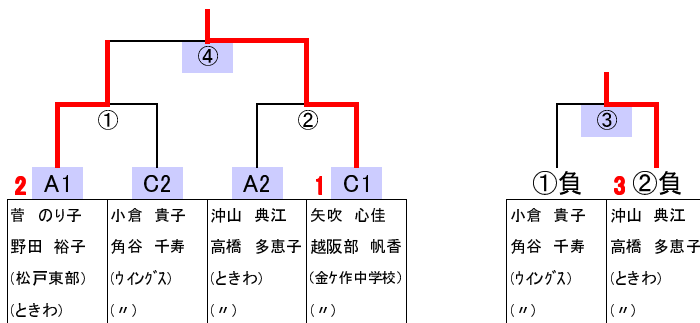 ④
① ②
③
2 A1 C2 A2 1 C1
①負 3 ②負
菅 のり子 小倉 貴子 沖山 典江 矢吹 心佳
野田 裕子 角谷 千寿 高橋 多恵子 越阪部 帆香
(松戸東部) (ウイングス) (ときわ) (金ケ作中学校)
(ときわ) (〃) (〃) (〃)
小倉 貴子 沖山 典江
角谷 千寿 高橋 多恵子
(ウイングス) (ときわ)
(〃) (〃)